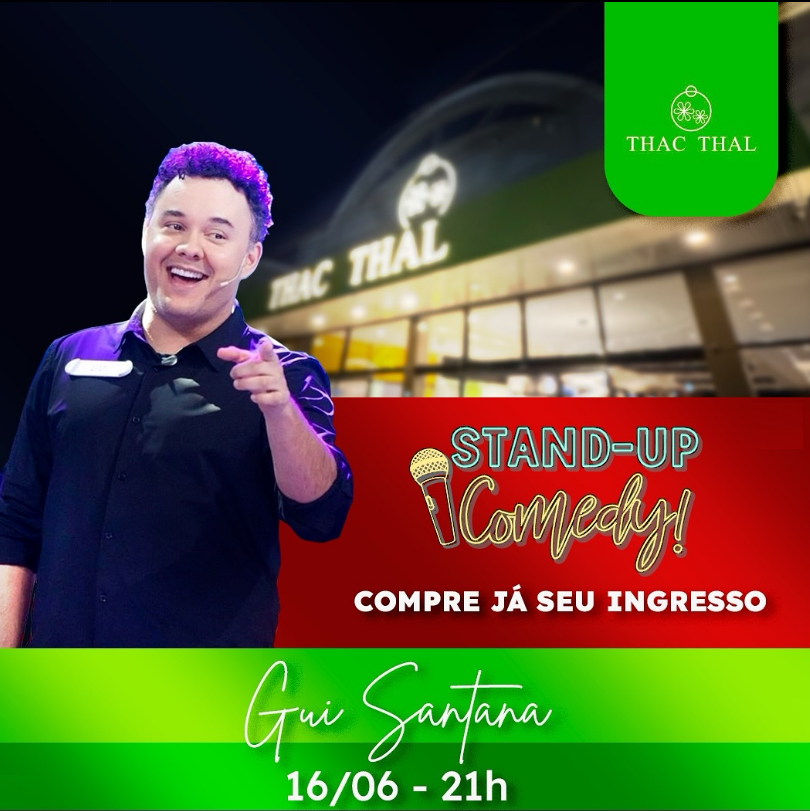 THAC THAL
THAC THAL
STAND-UP
Comedy!
COMPRE JÁ SEU INGRESSO
Gui Santana
16/06 - 21h